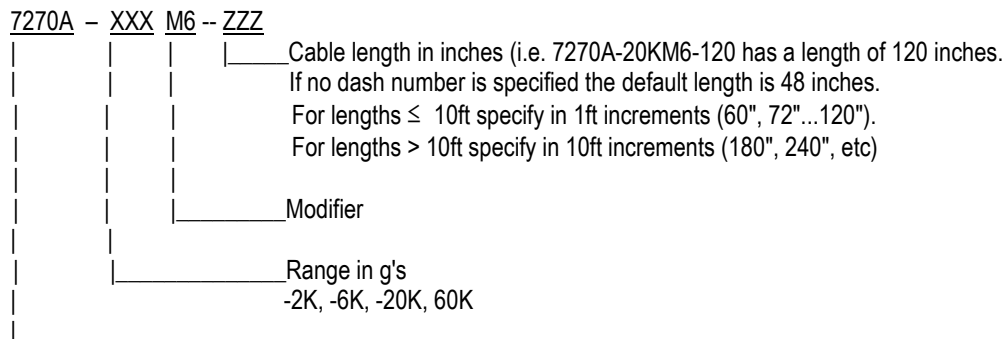 7270A – XXX M6 -- ZZZ
Cable length in inches (i.e. 7270A-20KM6-120 has a length of 120 inches.
If no dash number is specified the default length is 48 inches.
For lengths ≤ 10ft specify in 1ft increments (60", 72"...120").
For lengths > 10ft specify in 10ft increments (180", 240", etc)
Modifier
Range in g's
-2K, -6K, -20K, 60K